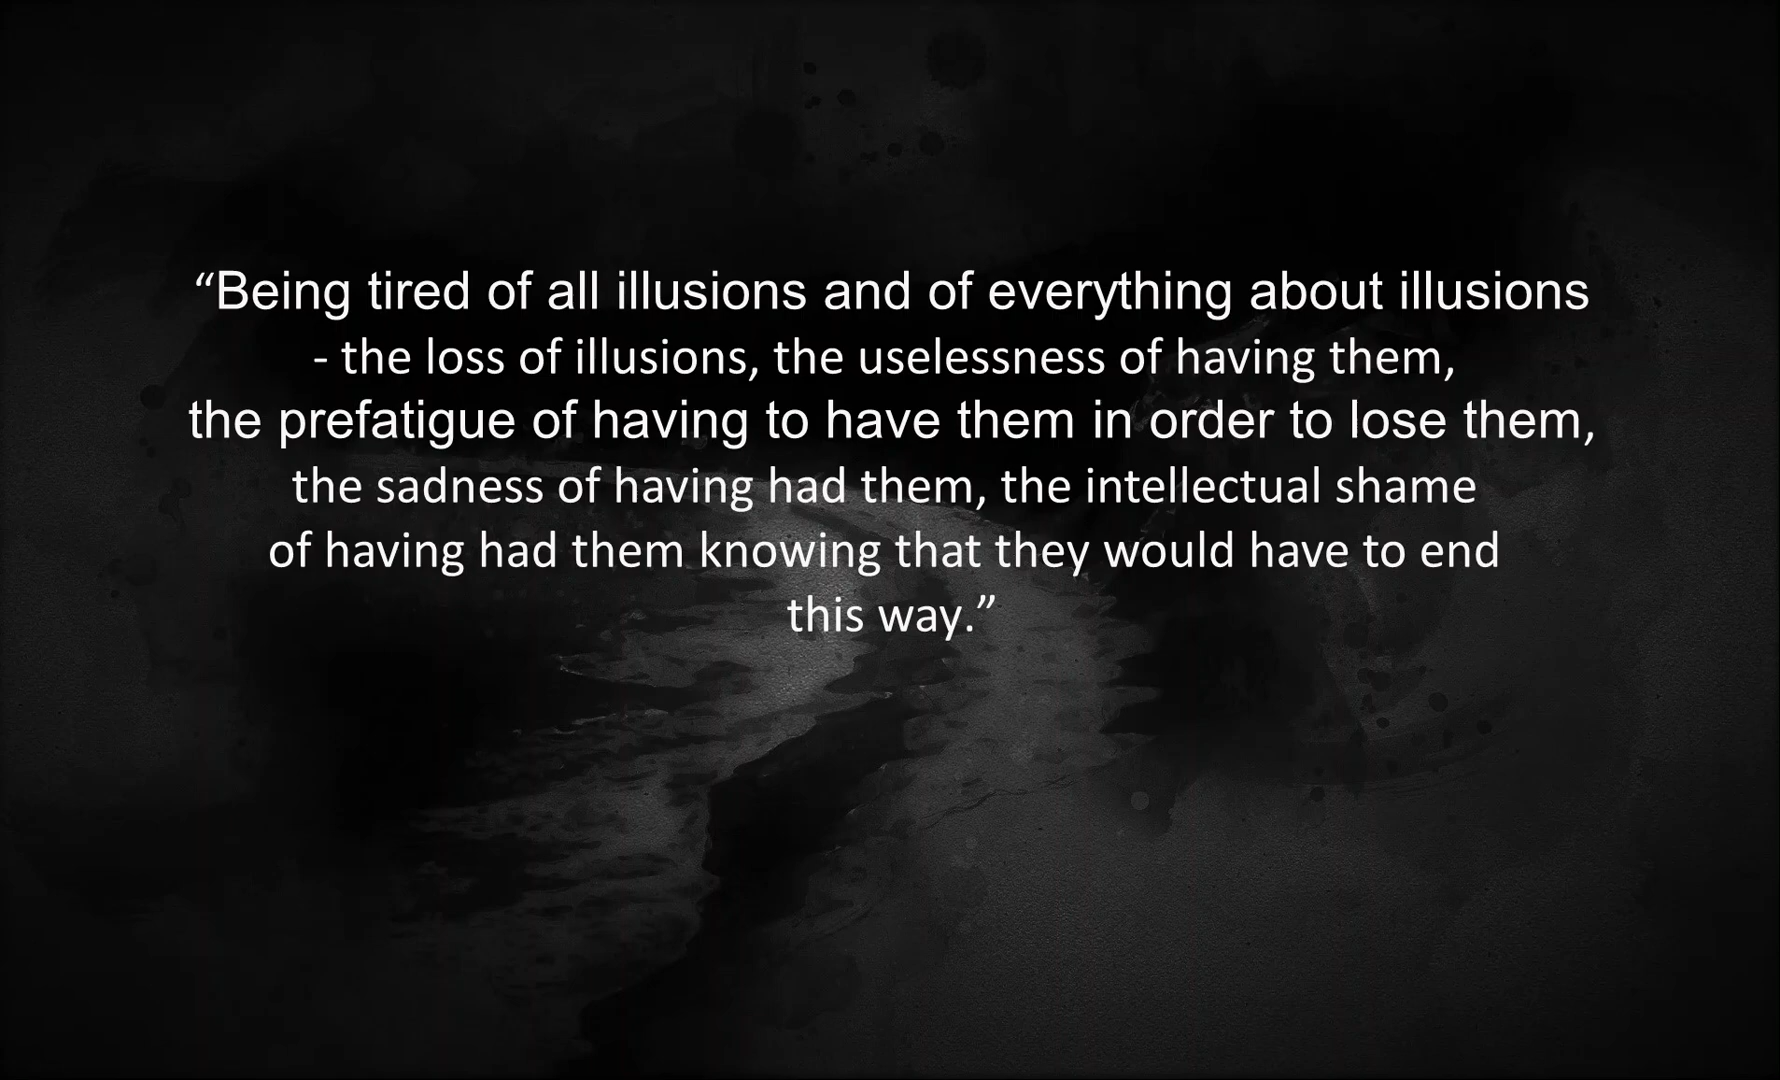 “Being tired of all illusions and of everything about illusions
- the loss of illusions, the uselessness of having them,
the prefatigue of having to have them in order to lose them,
the sadness of having had them, the intellectual shame
of having had them knowing that they would have to end
this way.”